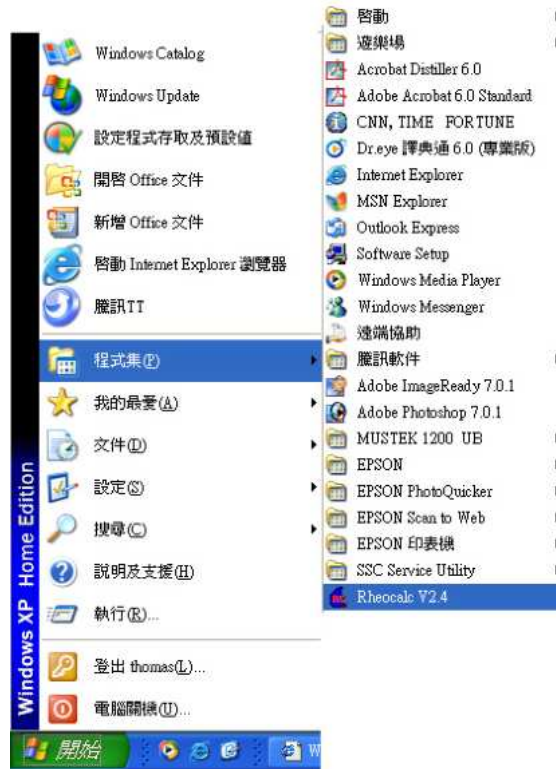 Windows Catalog
Windows Update
設定程式存取及預設值
開啟 Office 文件
新增 Office 文件
啟動 Internet Explorer 瀏覽器
騰訊TT
程式集(P)
我的最愛(A)
文件(D)
設定(S)
搜尋(C)
說明及支援(H)
執行(R)...
登出 thomas(L)...
電腦關機(U)...
Windows XP Home Edition
開始
W
啟動
遊樂場
Acrobat Distiller 6.0
Adobe Acrobat 6.0 Standard
CNN, TIME FORTUNE
Dr.eye 譯典通 6.0 (專業版)
Internet Explorer
MSN Explorer
Outlook Express
Software Setup
Windows Media Player
Windows Messenger
遠端協助
騰訊軟件
Adobe ImageReady 7.0.1
Adobe Photoshop 7.0.1
MUSTEK 1200 UB
EPSON
EPSON PhotoQuicker
EPSON Scan to Web
EPSON 印表機
SSC Service Utility
Rheocalc V2.4